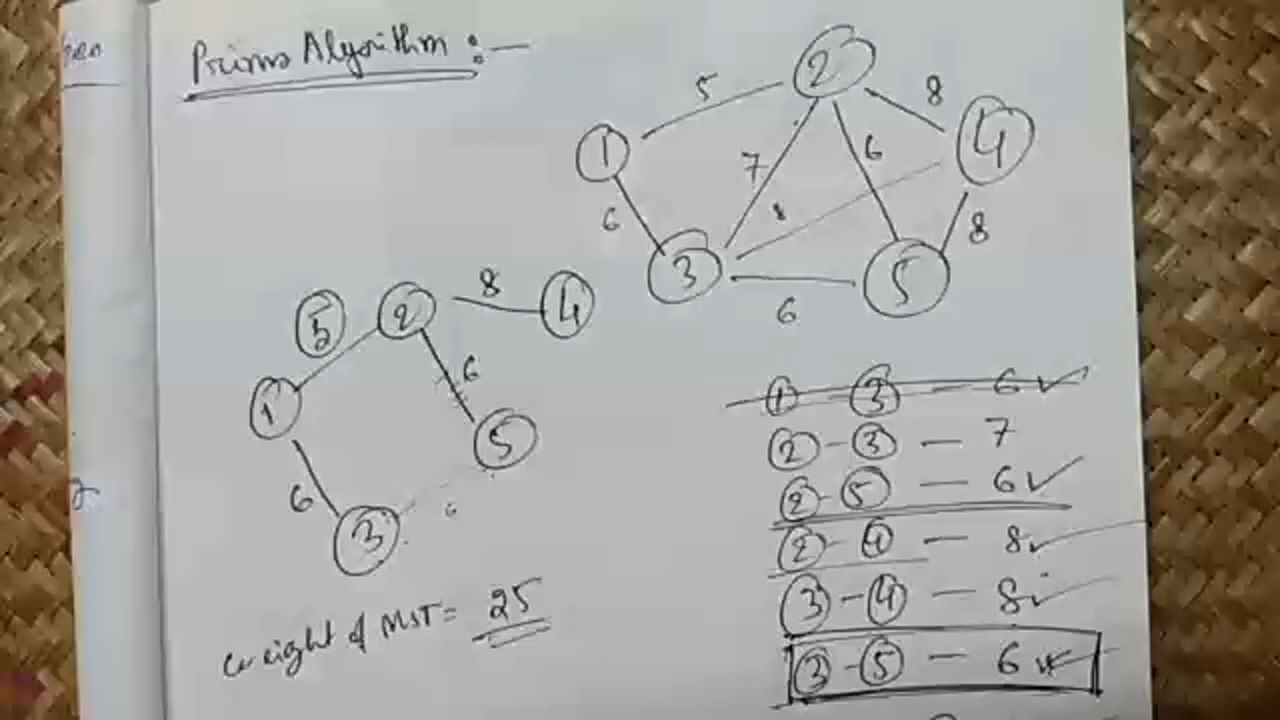 Prims Algorithm :-
5
8
2
1
4
7
6
6
8
8
3
5
6
5
2
8
4
1
6
5
6
3
weight of MST = 25
1 3 - 6 ✓
2 - 3 - 7
2 - 5 - 6 ✓
2 - 4 - 8 ✓
3 - 4 - 8 ✓
3 - 5 - 6 ✓